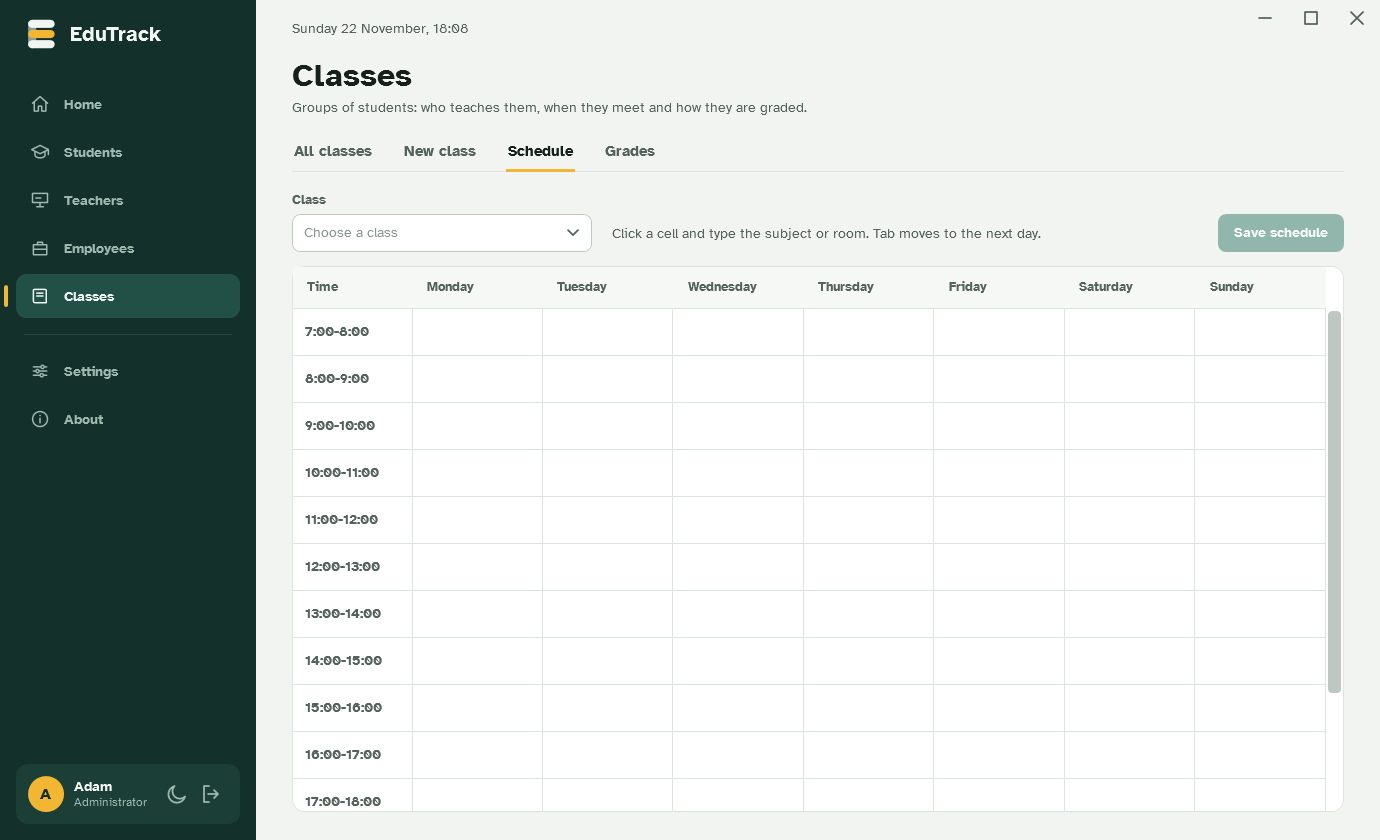 EduTrack
Home
Students
Teachers
Employees
Classes
Settings
About
A
Adam
Administrator
Sunday 22 November, 18:08
Classes
Groups of students: who teaches them, when they meet and how they are graded.
All classes New class Schedule Grades
Class
Choose a class
Click a cell and type the subject or room. Tab moves to the next day.
Save schedule
Time Monday Tuesday Wednesday Thursday Friday Saturday Sunday
7:00-8:00
8:00-9:00
9:00-10:00
10:00-11:00
11:00-12:00
12:00-13:00
13:00-14:00
14:00-15:00
15:00-16:00
16:00-17:00
17:00-18:00